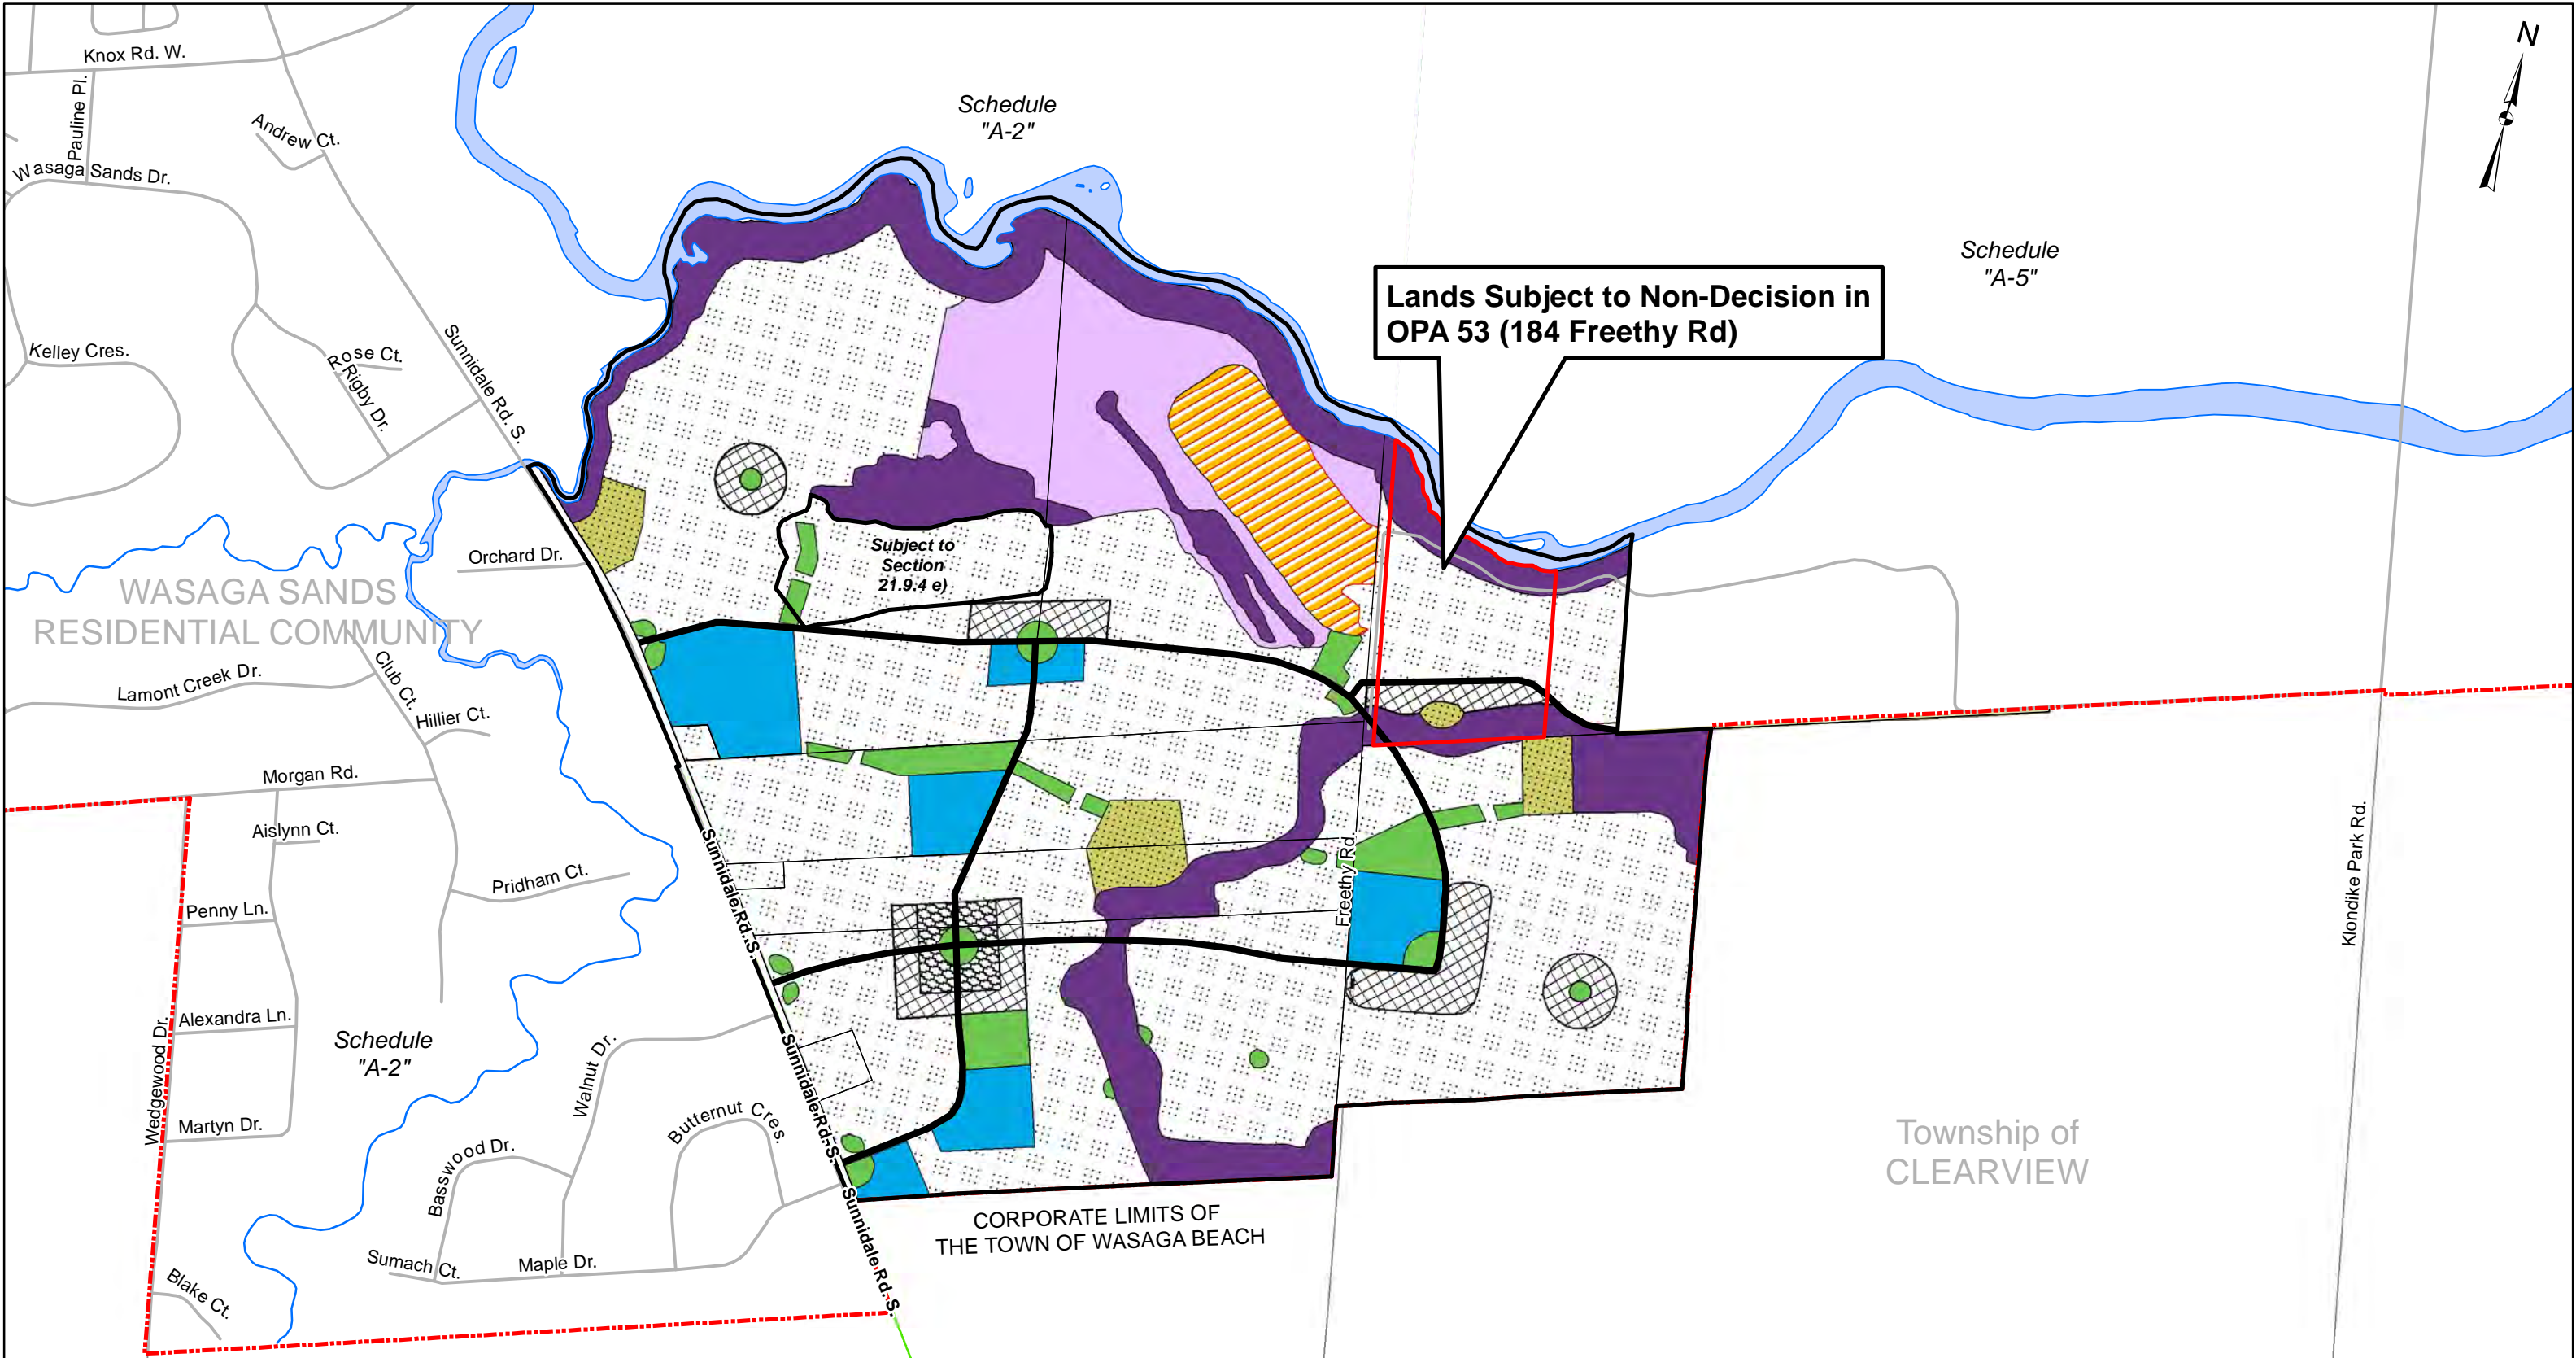 Knox Rd. W.
Pauline Pl.
Andrew Ct.
Wasaga Sands Dr.
Schedule
"A-2"
N
Schedule
"A-5"
Lands Subject to Non-Decision in
OPA 53 (184 Freethy Rd)
Kelley Cres.
Rose Ct.
Rigby Dr.
Sunnidale Rd. S.
Subject to
Section
21.9.4 e)
Orchard Dr.
WASAGA SANDS
RESIDENTIAL COMMUNITY
Club Ct.
Lamont Creek Dr.
Hillier Ct.
Morgan Rd.
Aislynn Ct.
Pridham Ct.
Penny Ln.
Sunnidale Rd. S.
Freethy Rd.
Klondike Park Rd.
Alexandra Ln.
Wedgewood Dr.
Schedule
"A-2"
Walnut Dr.
Sunnidale Rd. S.
Martyn Dr.
Butternut Cres.
Basswood Dr.
Township of
CLEARVIEW
Sumach Ct.
Maple Dr.
Sunnidale Rd. S.
CORPORATE LIMITS OF
THE TOWN OF WASAGA BEACH
Blake Ct.